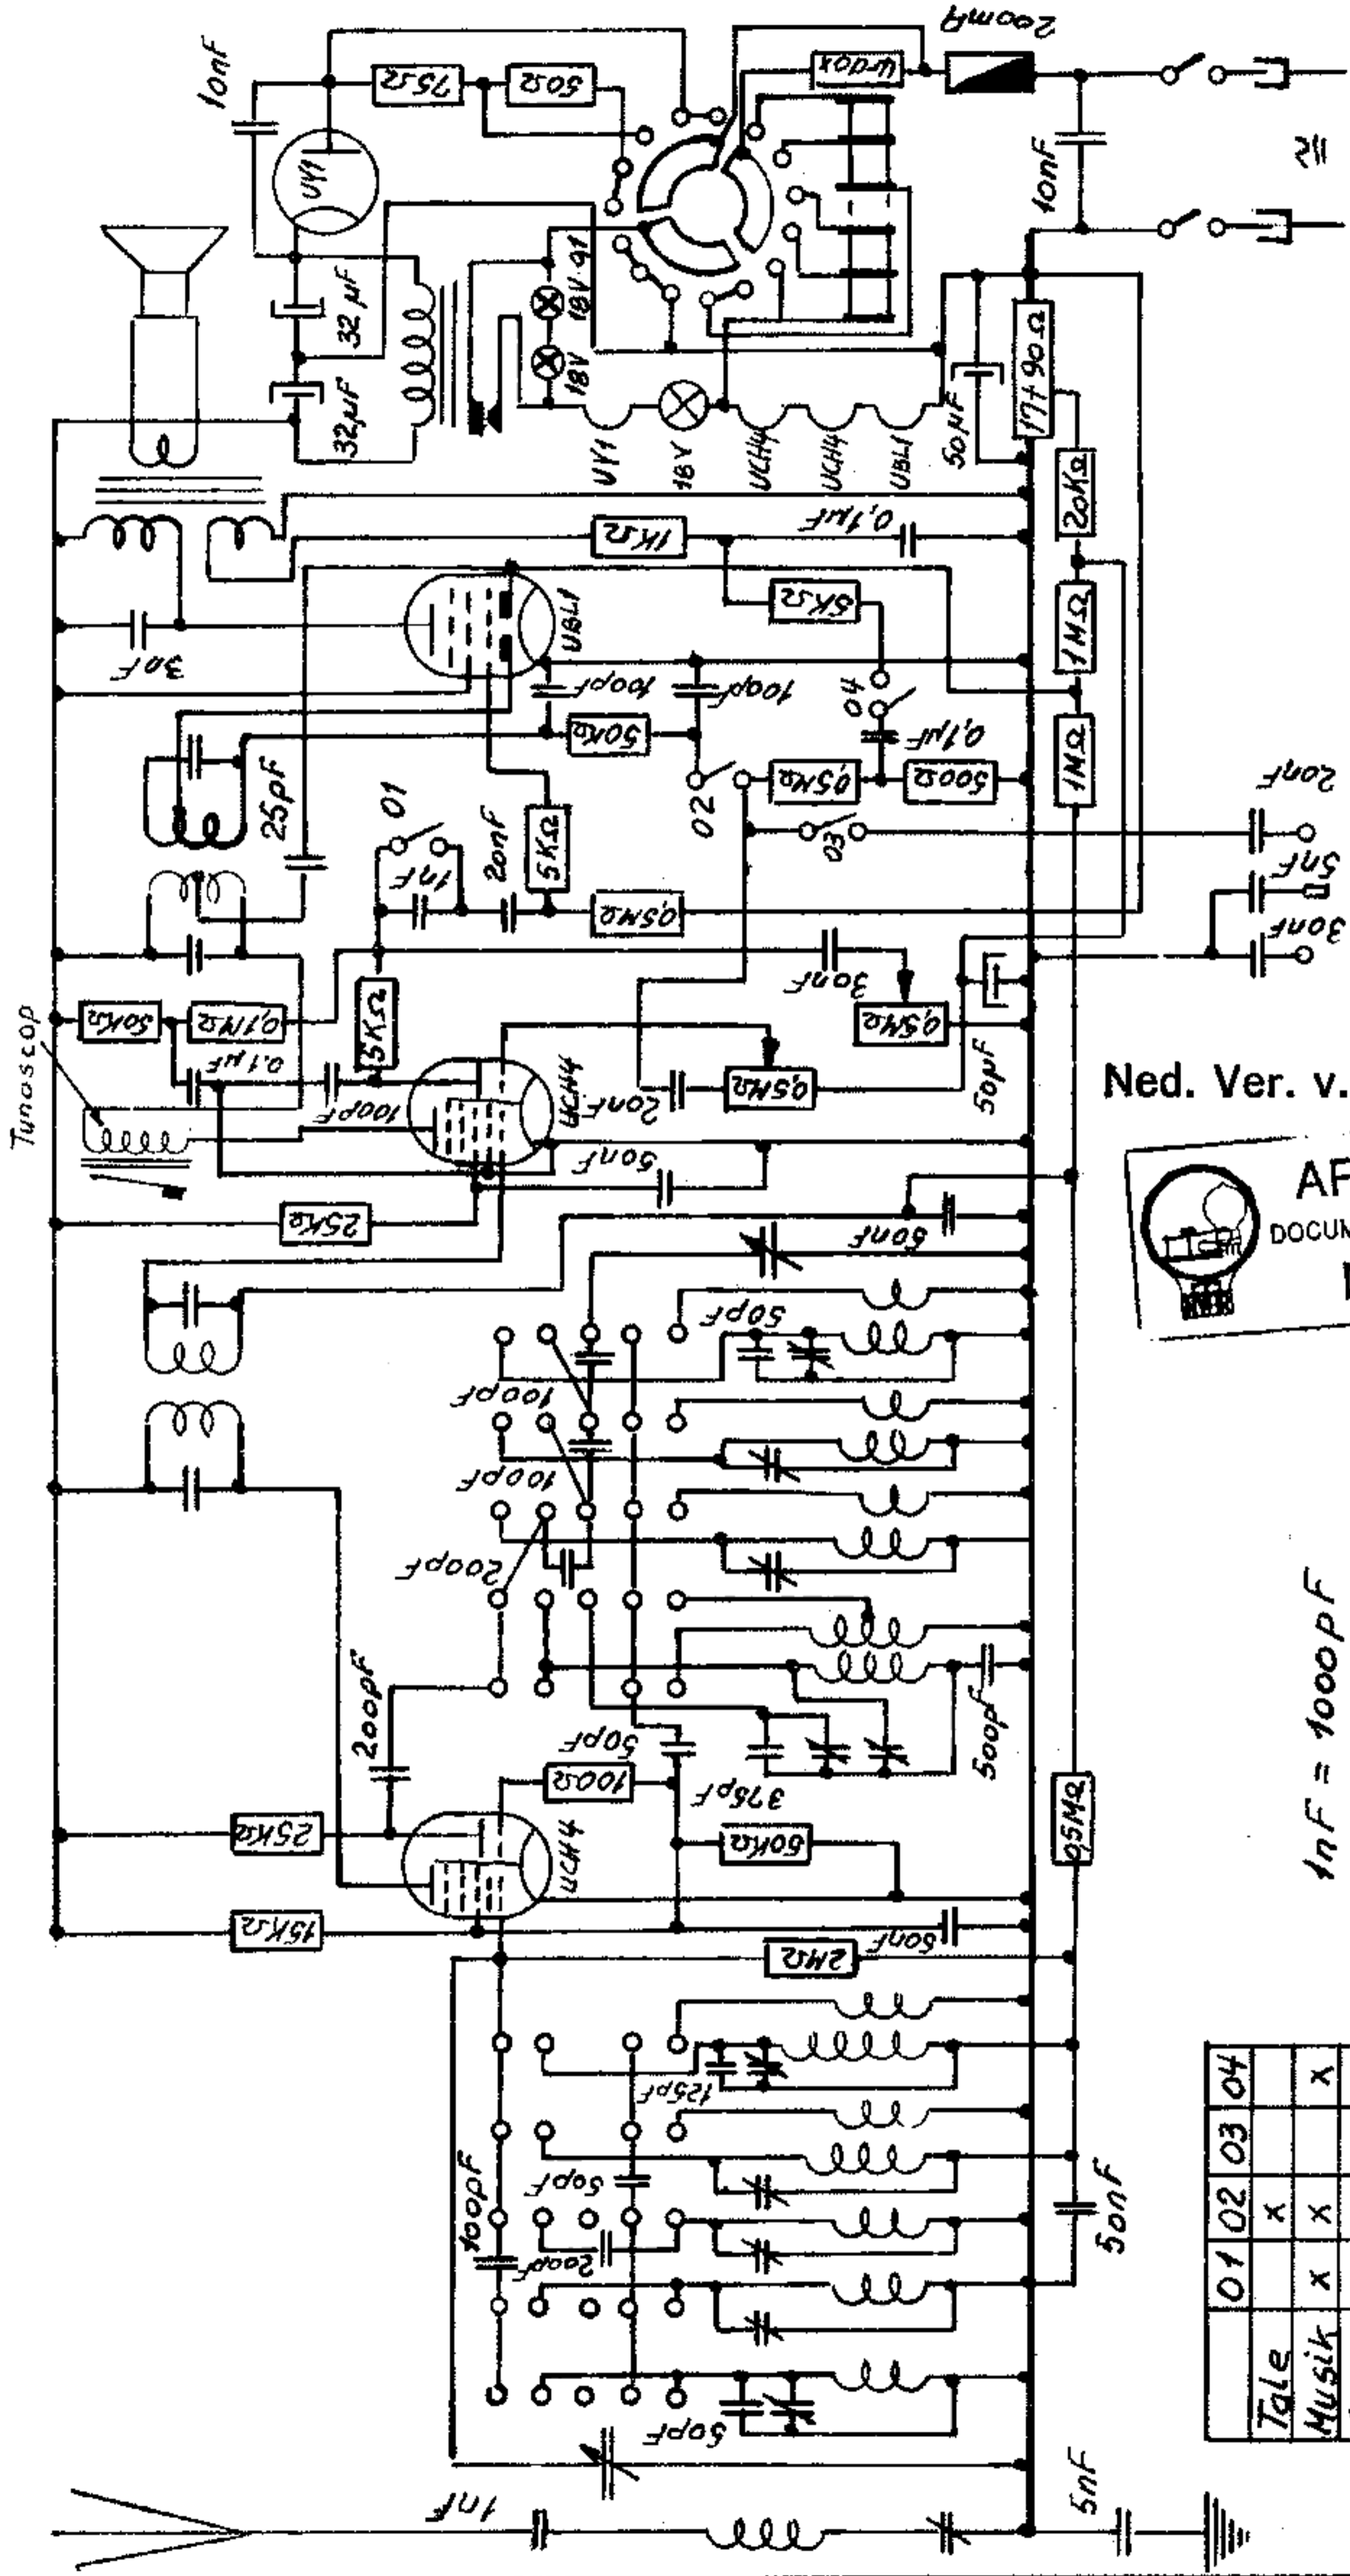 Tunoscop
10nF
UY1
75Ω
50Ω
Urdox
200mA
10nF
32µF
32µF
18V 91
18V
UY1
18V
UCH4
UCH4
UBL1
50µF
17+90Ω
20KΩ
1MΩ
1MΩ
1KΩ
0,1µF
5KΩ
04
0,1µF
500Ω
0,5MΩ
3nF
UBL1
100pF
50KΩ
100pF
25pF
01
1nF
20nF
5KΩ
0,5MΩ
02
03
20nF
5nF
30nF
50KΩ
0,1MΩ
0,1µF
5KΩ
100pF
UCH4
30nF
0,5MΩ
20nF
0,5MΩ
50µF
50nF
25KΩ
50nF
50pF
100pF
100pF
200pF
200pF
50pF
375pF
500pF
0,5MΩ
25KΩ
100Ω
UCH4
50KΩ
15KΩ
50nF
2MΩ
125pF
100pF
50pF
200pF
50pF
50nF
1nF
5nF
1nF = 1000pF
Ned. Ver. v.
AF
DOCUM
01 02 03 04
Tale x
Musik x x x